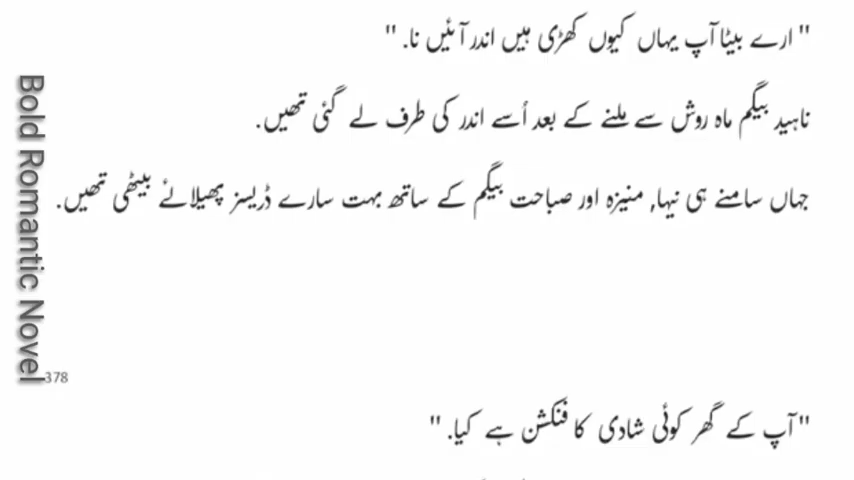 " ارے بیٹا آپ یہاں کیوں کھڑی ہیں اندر آئیں نا. "
ناہید بیگم ماہ روش سے ملنے کے بعد اُسے اندر کی طرف لے گئی تھیں.
جہاں سامنے ہی نیہا, منیزہ اور صباحت بیگم کے ساتھ بہت سارے ڈریسز پھیلائے بیٹھی تھیں.
Bold Romantic Novel
378
" آپ کے گھر کوئی شادی کا فنکشن ہے کیا. "